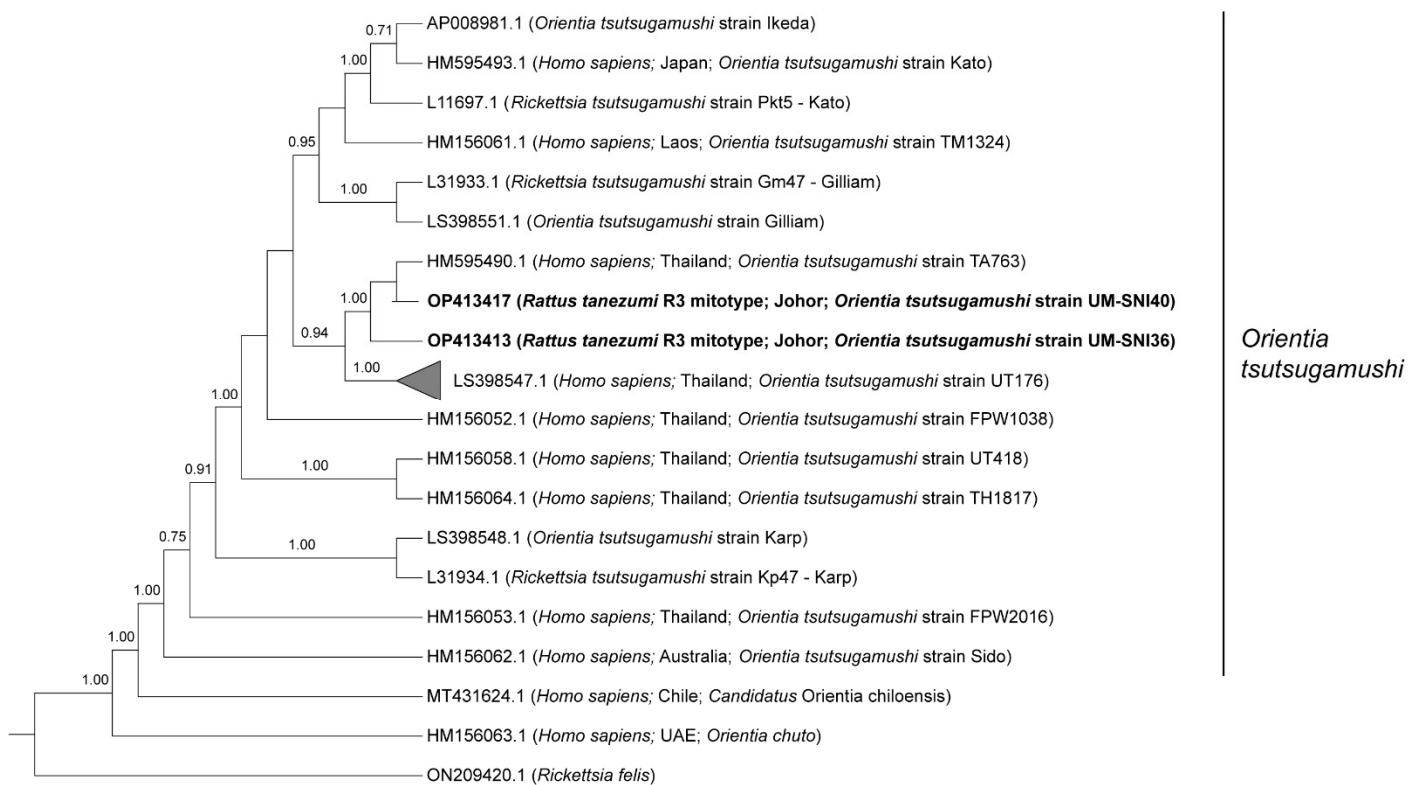 AP008981.1 (Orientia tsutsugamushi strain Ikeda)
0.71
HM595493.1 (Homo sapiens; Japan; Orientia tsutsugamushi strain Kato)
1.00
L11697.1 (Rickettsia tsutsugamushi strain Pkt5 - Kato)
HM156061.1 (Homo sapiens; Laos; Orientia tsutsugamushi strain TM1324)
0.95
L31933.1 (Rickettsia tsutsugamushi strain Gm47 - Gilliam)
1.00
LS398551.1 (Orientia tsutsugamushi strain Gilliam)
HM595490.1 (Homo sapiens; Thailand; Orientia tsutsugamushi strain TA763)
1.00
OP413417 (Rattus tanezumi R3 mitotype; Johor; Orientia tsutsugamushi strain UM-SNI40)
0.94
OP413413 (Rattus tanezumi R3 mitotype; Johor; Orientia tsutsugamushi strain UM-SNI36)
1.00
LS398547.1 (Homo sapiens; Thailand; Orientia tsutsugamushi strain UT176)
Orientia
tsutsugamushi
1.00
HM156052.1 (Homo sapiens; Thailand; Orientia tsutsugamushi strain FPW1038)
HM156058.1 (Homo sapiens; Thailand; Orientia tsutsugamushi strain UT418)
0.91
1.00
HM156064.1 (Homo sapiens; Thailand; Orientia tsutsugamushi strain TH1817)
LS398548.1 (Orientia tsutsugamushi strain Karp)
0.75
1.00
L31934.1 (Rickettsia tsutsugamushi strain Kp47 - Karp)
1.00
HM156053.1 (Homo sapiens; Thailand; Orientia tsutsugamushi strain FPW2016)
1.00
HM156062.1 (Homo sapiens; Australia; Orientia tsutsugamushi strain Sido)
1.00
MT431624.1 (Homo sapiens; Chile; Candidatus Orientia chiloensis)
HM156063.1 (Homo sapiens; UAE; Orientia chuto)
ON209420.1 (Rickettsia felis)